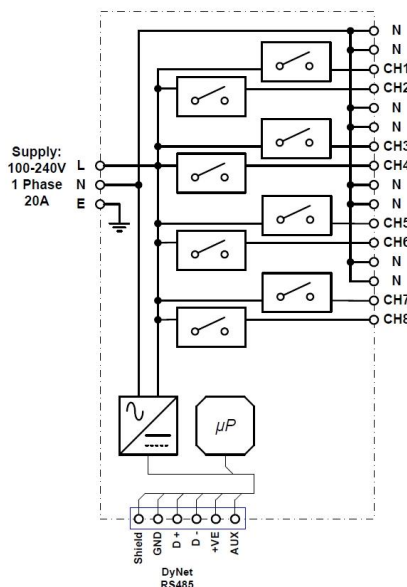 N
N
CH1
CH2
N
N
CH3
Supply:
100-240V
1 Phase
20A
L
N
E
CH4
N
N
CH5
CH6
N
N
CH7
CH8
µP
Shield
GND
D +
D -
+VE
AUX
DyNet
RS485